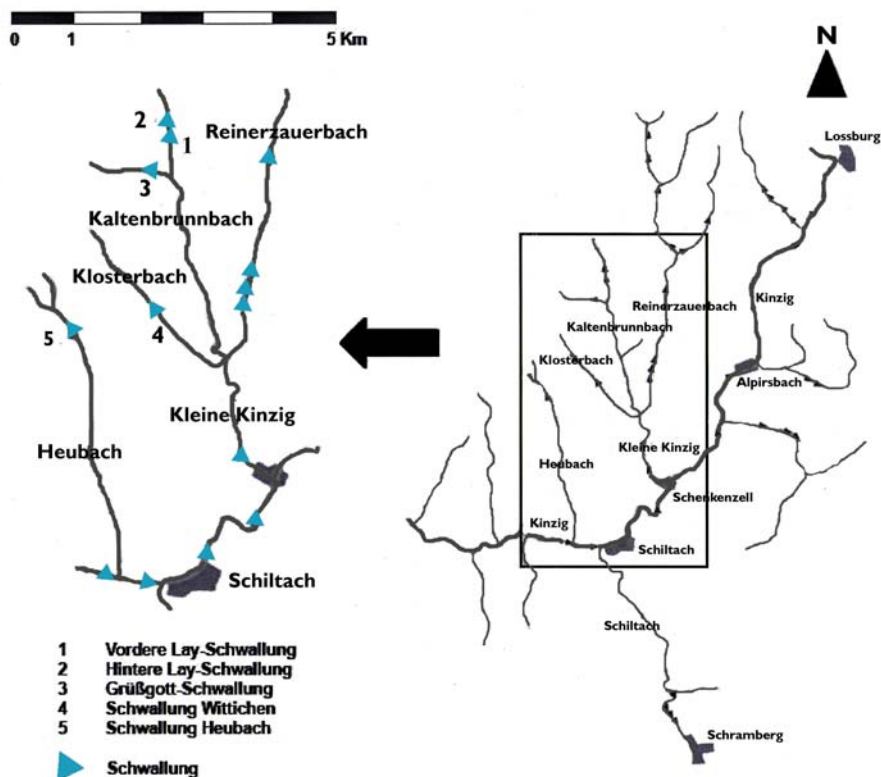 0 1 5 Km
2
1
Reinerzauerbach
3
Kaltenbrunnbach
Klosterbach
5
4
Kleine Kinzig
Heubach
Schiltach
1 Vordere Lay-Schwallung
2 Hintere Lay-Schwallung
3 Grüßgott-Schwallung
4 Schwallung Wittichen
5 Schwallung Heubach
Schwallung
N
Lossburg
Kinzig
Reinerzauerbach
Kaltenbrunnbach
Klosterbach
Alpirsbach
Kleine Kinzig
Heubach
Schenkenzell
Kinzig
Schiltach
Schiltach
Schramberg